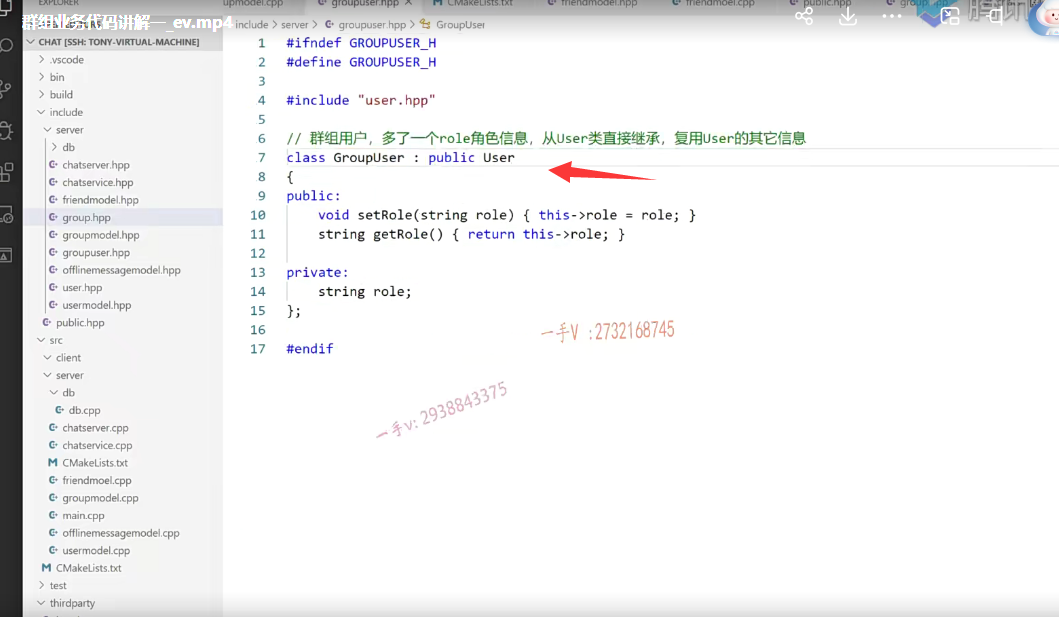 EXPLORER
groupuser.hpp
CMakeLists.txt
friendmodel.hpp
friendmoel.cpp
public.hpp
群组业务代码讲解一_ev.mp4
include > server > groupuser.hpp > GroupUser
CHAT [SSH: TONY-VIRTUAL-MACHINE]
.vscode
bin
build
include
server
db
chatserver.hpp
chatservice.hpp
friendmodel.hpp
group.hpp
groupmodel.hpp
groupuser.hpp
offlinemessagemodel.hpp
user.hpp
usermodel.hpp
public.hpp
src
client
server
db
db.cpp
chatserver.cpp
chatservice.cpp
CMakeLists.txt
friendmoel.cpp
groupmodel.cpp
main.cpp
offlinemessagemodel.cpp
usermodel.cpp
CMakeLists.txt
test
thirdparty
1 #ifndef GROUPUSER_H
2 #define GROUPUSER_H
3
4 #include "user.hpp"
5
6 // 群组用户，多了一个role角色信息，从User类直接继承，复用User的其它信息
7 class GroupUser : public User
8 {
9 public:
10 void setRole(string role) { this->role = role; }
11 string getRole() { return this->role; }
12
13 private:
14 string role;
15 };
16
17 #endif
一手V :2732168745
一手v: 2938843375